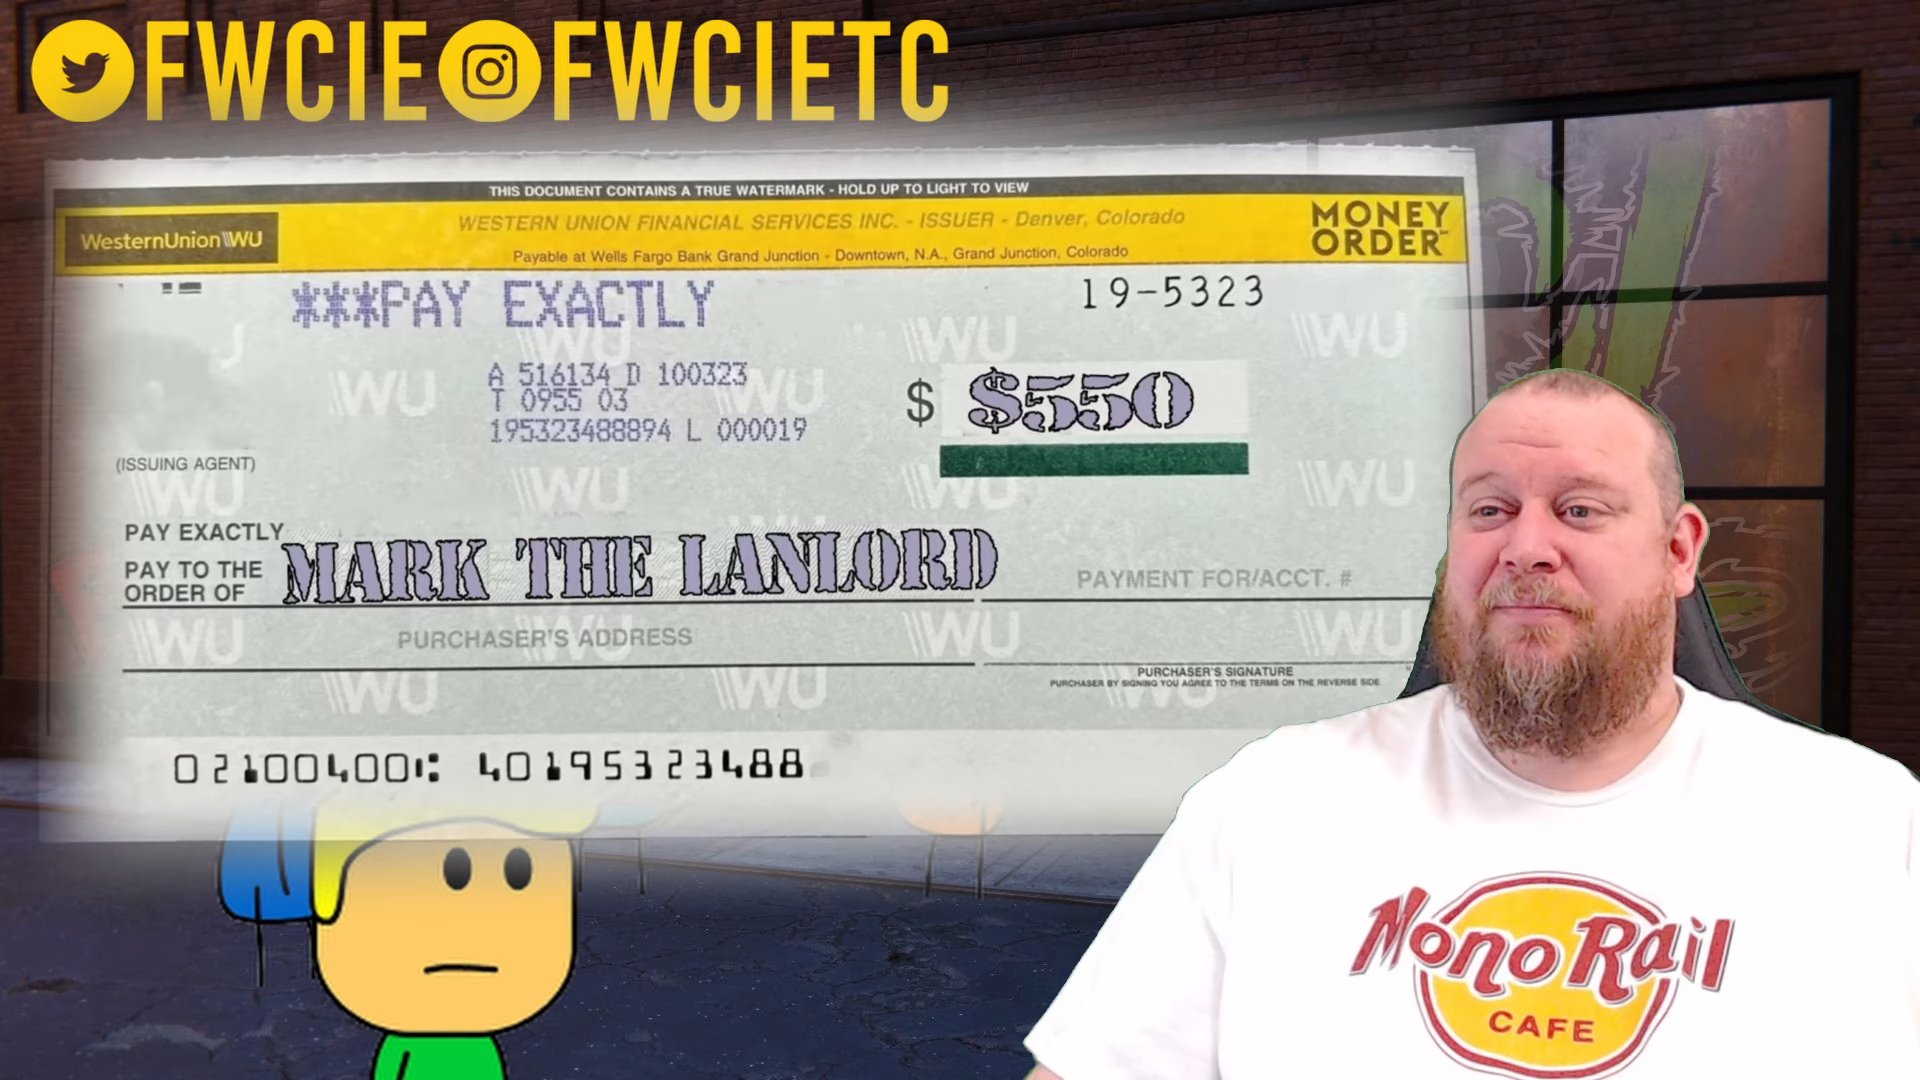 FWCIE FWCIETC
THIS DOCUMENT CONTAINS A TRUE WATERMARK - HOLD UP TO LIGHT TO VIEW
WesternUnion WU
WESTERN UNION FINANCIAL SERVICES INC. - ISSUER - Denver, Colorado
Payable at Wells Fargo Bank Grand Junction - Downtown, N.A., Grand Junction, Colorado
MONEY
ORDER
***PAY EXACTLY
19-5323
A 516134 D 100323
T 0955 03
195323488894 L 000019
$ $550
(ISSUING AGENT)
PAY EXACTLY
PAY TO THE
ORDER OF
MARK THE LANLORD
PAYMENT FOR/ACCT. #
PURCHASER'S ADDRESS
PURCHASER'S SIGNATURE
PURCHASER BY SIGNING YOU AGREE TO THE TERMS ON THE REVERSE SIDE
02100400 40195323488
MonoRail
CAFE